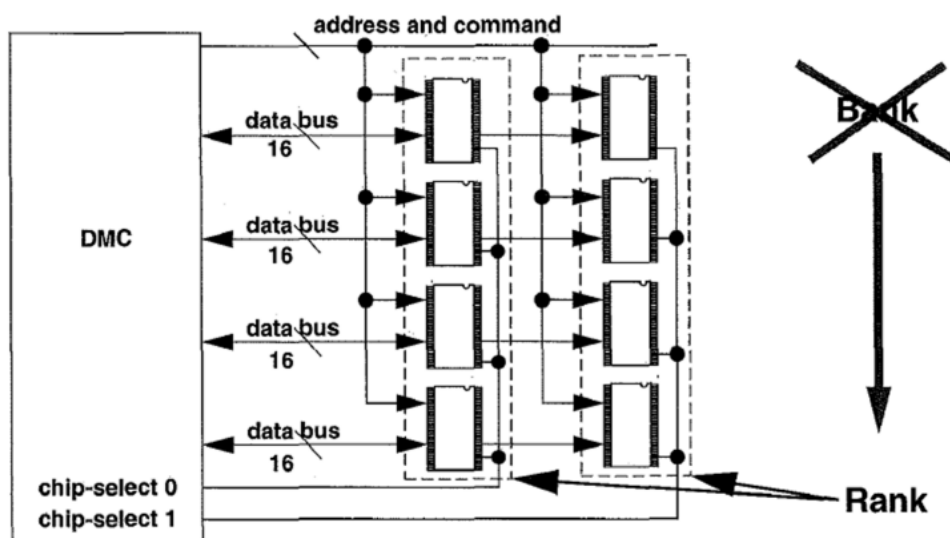 address and command
Bank
data bus
16
data bus
16
DMC
data bus
16
data bus
16
chip-select 0
chip-select 1
Rank